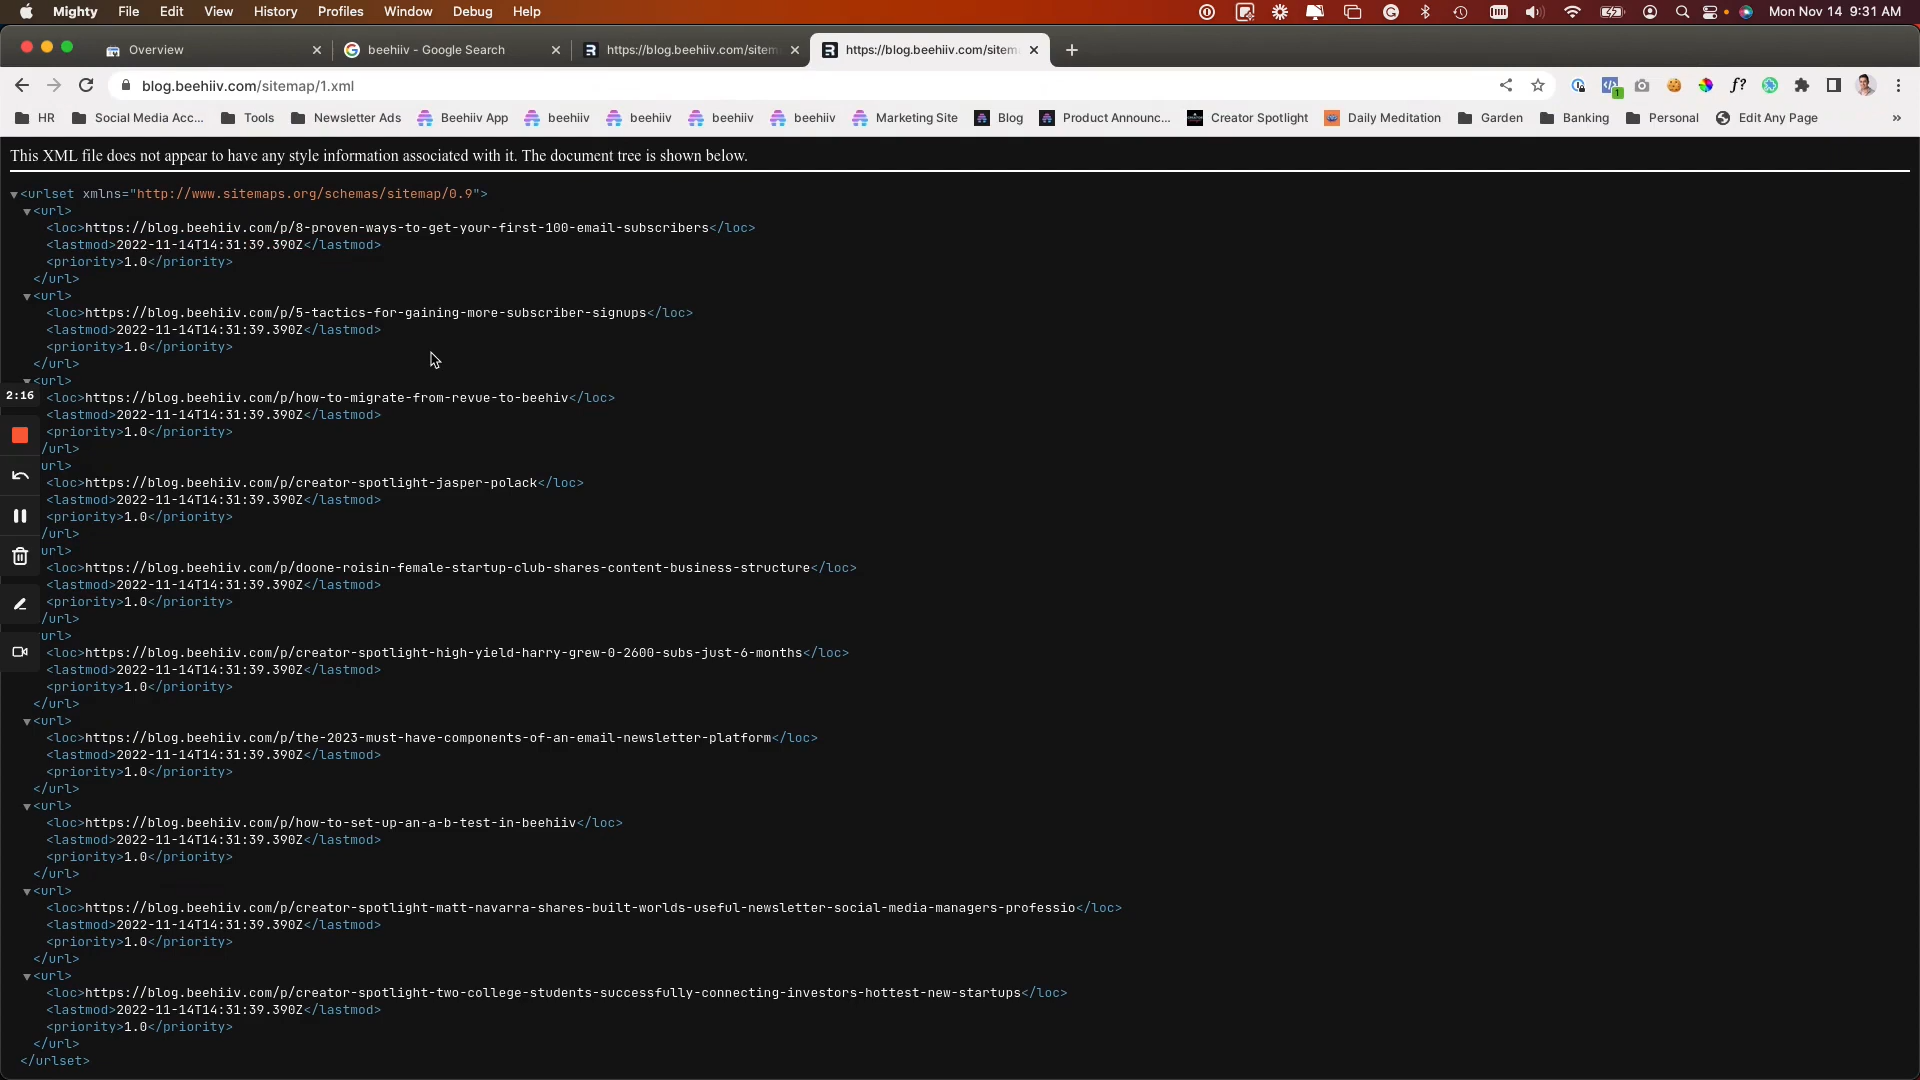 Mighty File Edit View History Profiles Window Debug Help Mon Nov 14 9:31 AM
Overview beehiiv - Google Search https://blog.beehiiv.com/sitem https://blog.beehiiv.com/sitem
blog.beehiiv.com/sitemap/1.xml
1 f?
HR Social Media Acc... Tools Newsletter Ads Beehiiv App beehiiv beehiiv beehiiv beehiiv Marketing Site Blog Product Announc... Creator Spotlight Daily Meditation Garden Banking Personal Edit Any Page »
This XML file does not appear to have any style information associated with it. The document tree is shown below.
<urlset xmlns="http://www.sitemaps.org/schemas/sitemap/0.9">
<url>
<loc>https://blog.beehiiv.com/p/8-proven-ways-to-get-your-first-100-email-subscribers</loc>
<lastmod>2022-11-14T14:31:39.390Z</lastmod>
<priority>1.0</priority>
</url>
<url>
<loc>https://blog.beehiiv.com/p/5-tactics-for-gaining-more-subscriber-signups</loc>
<lastmod>2022-11-14T14:31:39.390Z</lastmod>
<priority>1.0</priority>
</url>
<url>
2:16
<loc>https://blog.beehiiv.com/p/how-to-migrate-from-revue-to-beehiv</loc>
<lastmod>2022-11-14T14:31:39.390Z</lastmod>
<priority>1.0</priority>
/url>
url>
<loc>https://blog.beehiiv.com/p/creator-spotlight-jasper-polack</loc>
<lastmod>2022-11-14T14:31:39.390Z</lastmod>
<priority>1.0</priority>
/url>
url>
<loc>https://blog.beehiiv.com/p/doone-roisin-female-startup-club-shares-content-business-structure</loc>
<lastmod>2022-11-14T14:31:39.390Z</lastmod>
<priority>1.0</priority>
/url>
url>
<loc>https://blog.beehiiv.com/p/creator-spotlight-high-yield-harry-grew-0-2600-subs-just-6-months</loc>
<lastmod>2022-11-14T14:31:39.390Z</lastmod>
<priority>1.0</priority>
</url>
<url>
<loc>https://blog.beehiiv.com/p/the-2023-must-have-components-of-an-email-newsletter-platform</loc>
<lastmod>2022-11-14T14:31:39.390Z</lastmod>
<priority>1.0</priority>
</url>
<url>
<loc>https://blog.beehiiv.com/p/how-to-set-up-an-a-b-test-in-beehiiv</loc>
<lastmod>2022-11-14T14:31:39.390Z</lastmod>
<priority>1.0</priority>
</url>
<url>
<loc>https://blog.beehiiv.com/p/creator-spotlight-matt-navarra-shares-built-worlds-useful-newsletter-social-media-managers-professio</loc>
<lastmod>2022-11-14T14:31:39.390Z</lastmod>
<priority>1.0</priority>
</url>
<url>
<loc>https://blog.beehiiv.com/p/creator-spotlight-two-college-students-successfully-connecting-investors-hottest-new-startups</loc>
<lastmod>2022-11-14T14:31:39.390Z</lastmod>
<priority>1.0</priority>
</url>
</urlset>